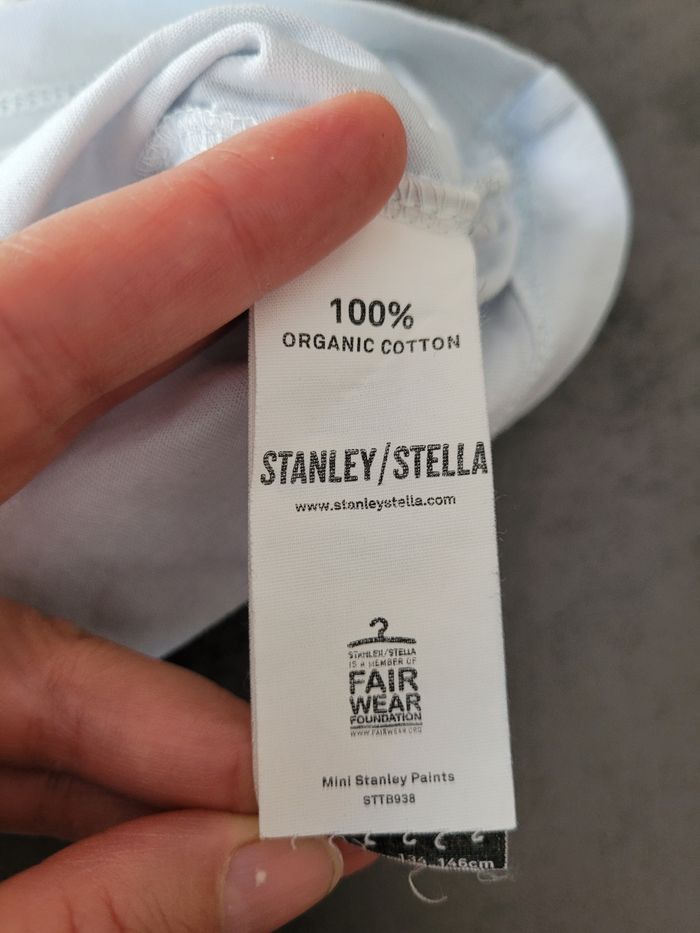 100%
ORGANIC COTTON
STANLEY/STELLA
www.stanleystella.com
STANLEY/STELLA
IS A MEMBER OF
FAIR
WEAR
FOUNDATION
WWW.FAIRWEAR.ORG
Mini Stanley Paints
STTB938
134 146cm